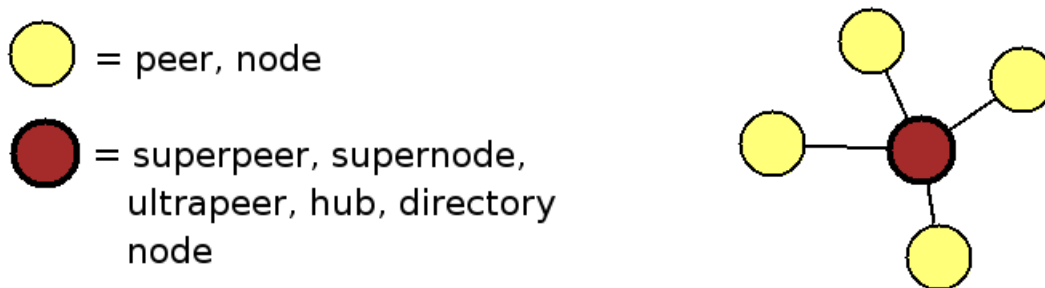 = peer, node
= superpeer, supernode,
ultrapeer, hub, directory
node